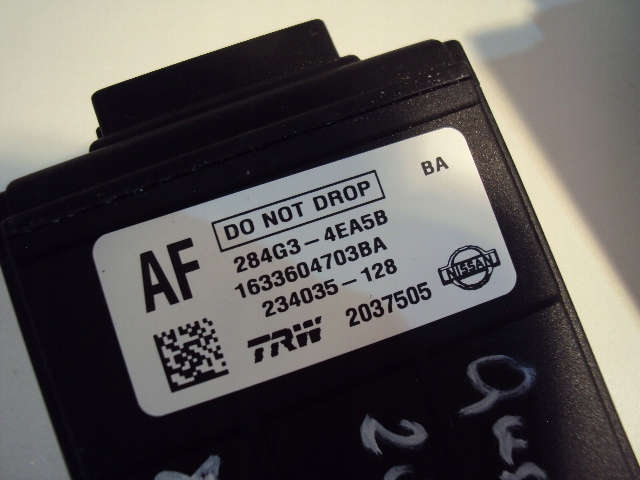 BA
DO NOT DROP
AF
284G3-4EA5B
1633604703BA
234035-128
NISSAN
TRW 2037505